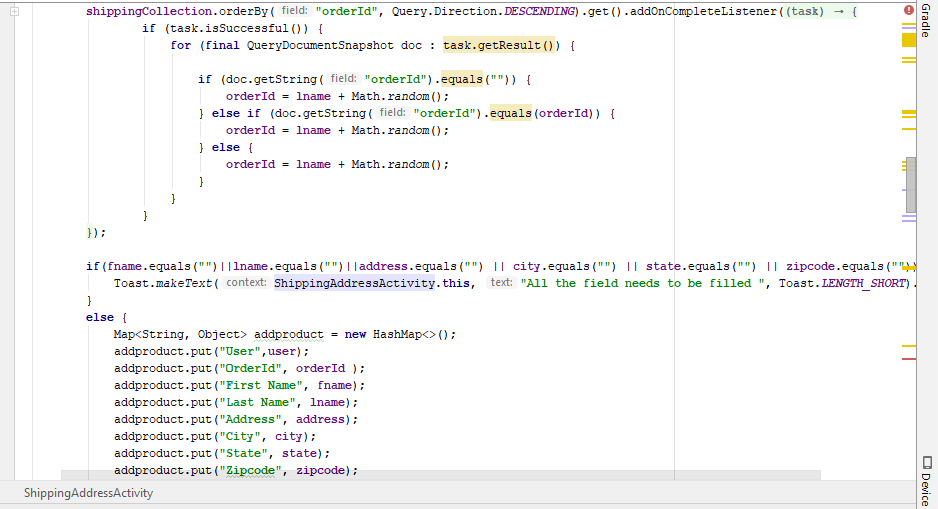 shippingCollection.orderBy( field: "orderId", Query.Direction.DESCENDING).get().addOnCompleteListener((task) → {
if (task.isSuccessful()) {
for (final QueryDocumentSnapshot doc : task.getResult()) {
if (doc.getString( field: "orderId").equals("")) {
orderId = lname + Math.random();
} else if (doc.getString( field: "orderId").equals(orderId)) {
orderId = lname + Math.random();
} else {
orderId = lname + Math.random();
}
}
}
});
if(fname.equals("")||lname.equals("")||address.equals("") || city.equals("") || state.equals("") || zipcode.equals(""))
Toast.makeText( context: ShippingAddressActivity.this, text: "All the field needs to be filled ", Toast.LENGTH_SHORT).
}
else {
Map<String, Object> addproduct = new HashMap<>();
addproduct.put("User",user);
addproduct.put("OrderId", orderId );
addproduct.put("First Name", fname);
addproduct.put("Last Name", lname);
addproduct.put("Address", address);
addproduct.put("City", city);
addproduct.put("State", state);
addproduct.put("Zipcode", zipcode);
ShippingAddressActivity
Gradle
Device